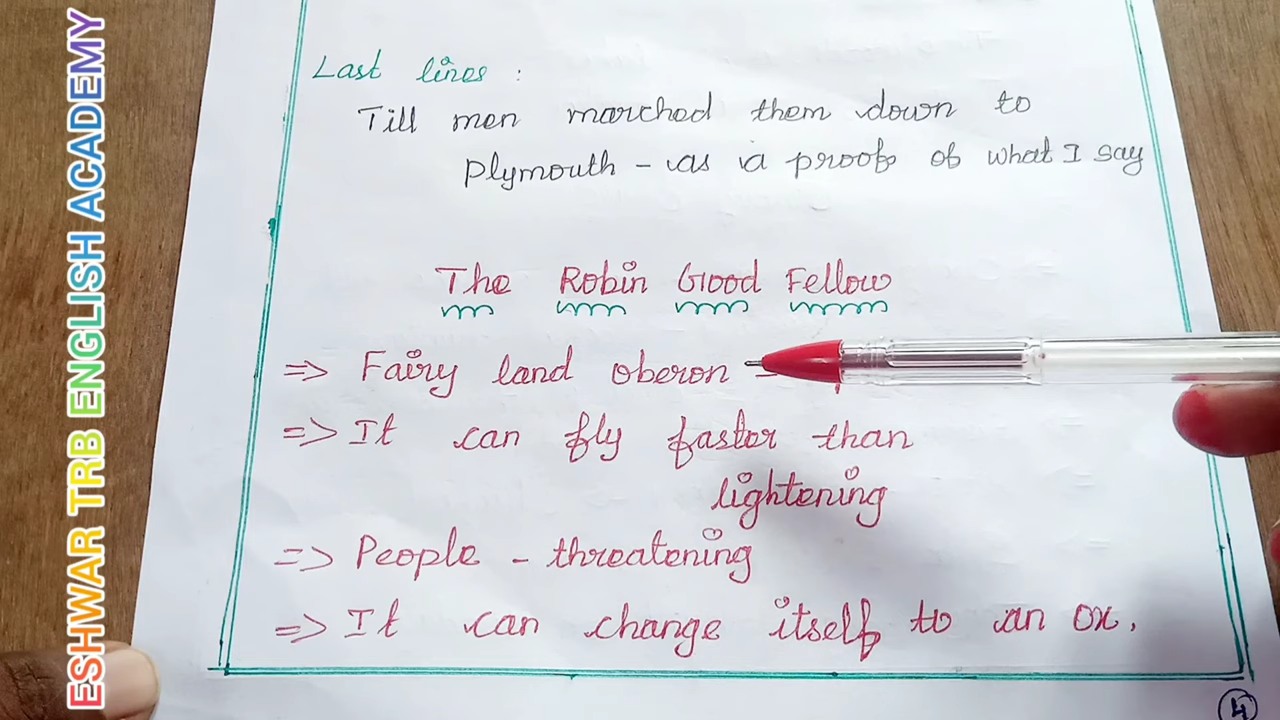 ESHWAR TRB ENGLISH ACADEMY
Last lines :
Till men marched them down to
Plymouth - as a proof of what I say
The Robin Good Fellow
=> Fairy land oberon -
=> It can fly faster than
lightening
=> People - threatening
=> It can change itself to an ox.
4